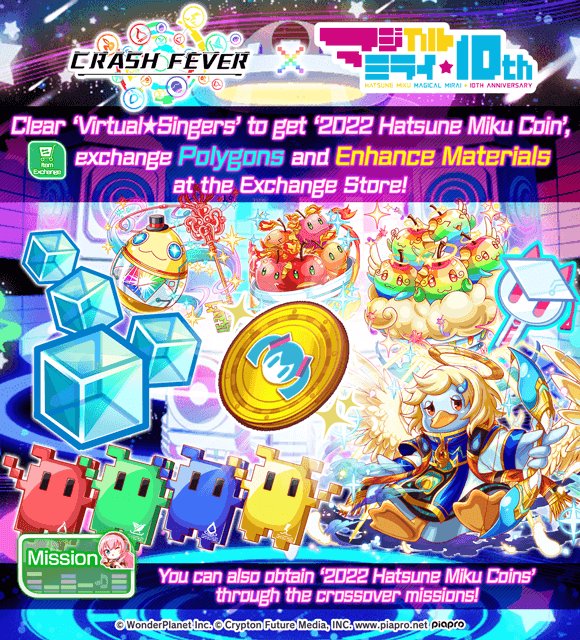 CRASH FEVER
マジカル
ミライ★10th
HATSUNE MIKU MAGICAL MIRAI ★ 10TH ANNIVERSARY
Clear ‘Virtual★Singers’ to get ‘2022 Hatsune Miku Coin’,
Item
Exchange
exchange Polygons and Enhance Materials
at the Exchange Store!
Mission
You can also obtain ‘2022 Hatsune Miku Coins’
through the crossover missions!
© WonderPlanet Inc. © Crypton Future Media, INC. www.piapro.net piapro